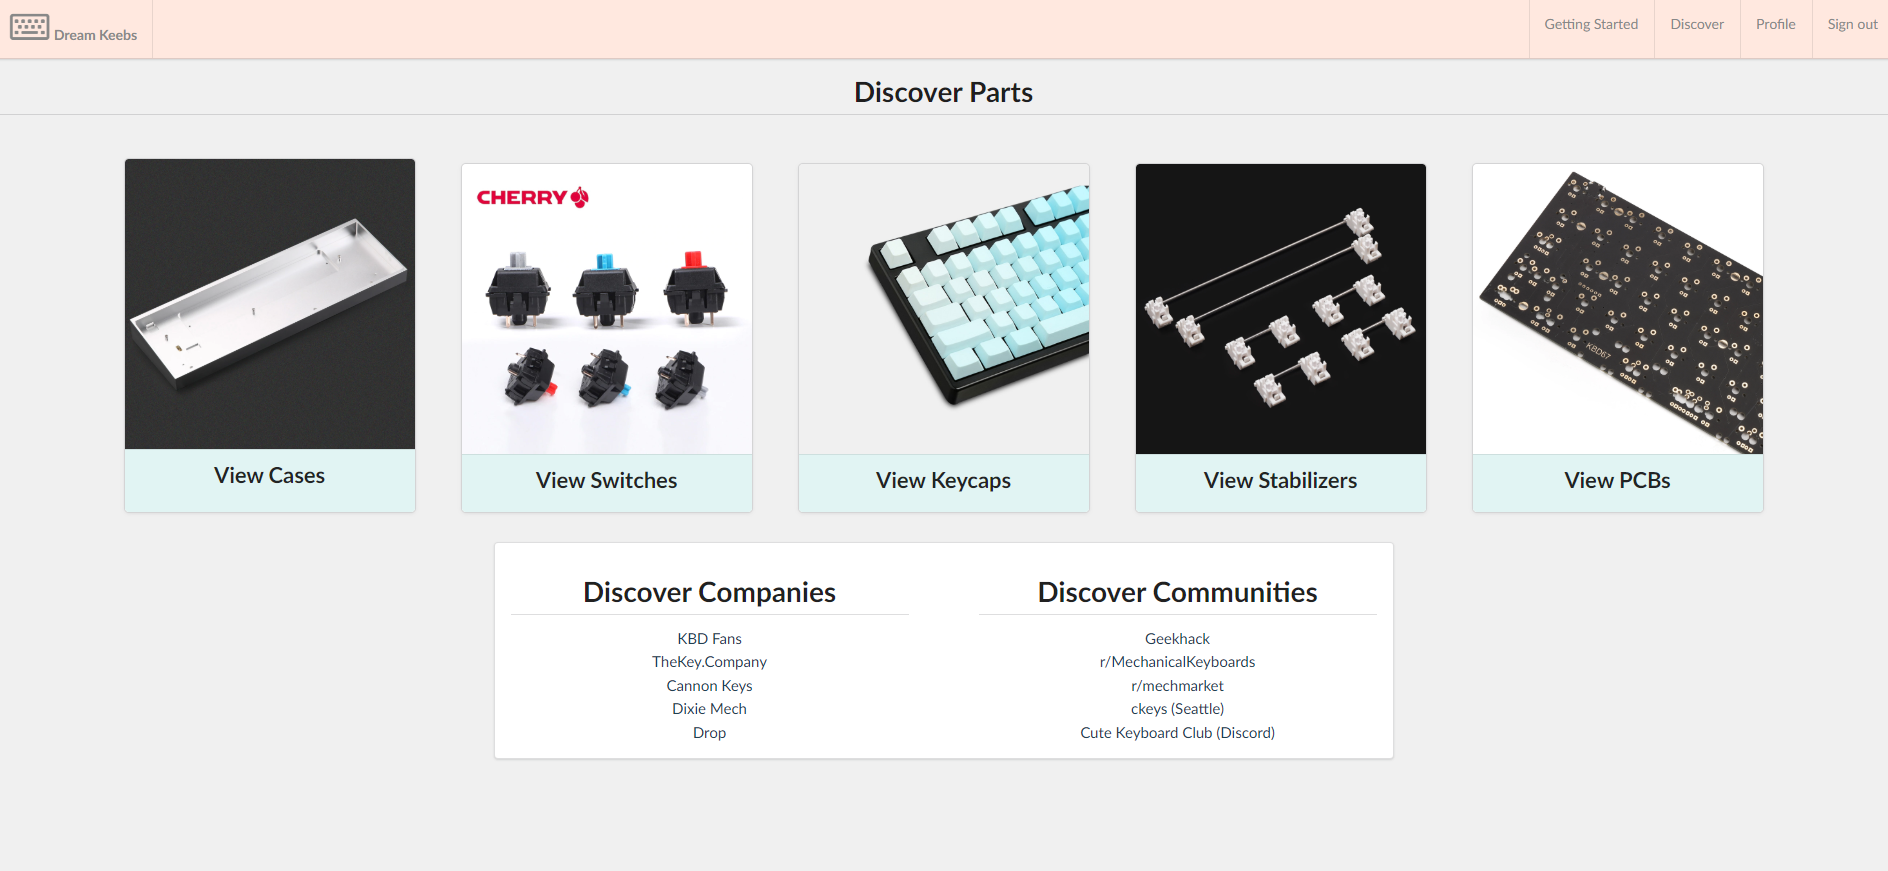 Dream Keebs
Getting Started
Discover
Profile
Sign out
Discover Parts
CHERRY
KBD67
View Cases
View Switches
View Keycaps
View Stabilizers
View PCBs
Discover Companies
KBD Fans
TheKey.Company
Cannon Keys
Dixie Mech
Drop
Discover Communities
Geekhack
r/MechanicalKeyboards
r/mechmarket
ckeys (Seattle)
Cute Keyboard Club (Discord)